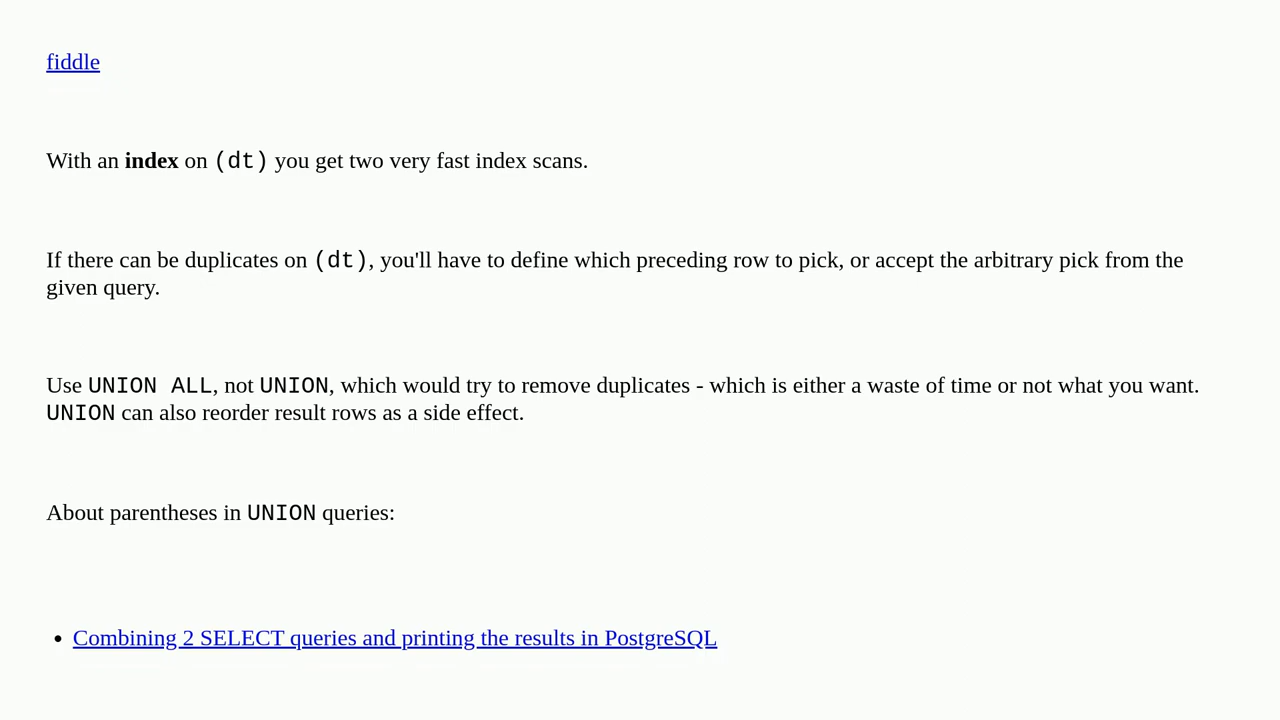 fiddle
With an index on (dt) you get two very fast index scans.
If there can be duplicates on (dt), you'll have to define which preceding row to pick, or accept the arbitrary pick from the
given query.
Use UNION ALL, not UNION, which would try to remove duplicates - which is either a waste of time or not what you want.
UNION can also reorder result rows as a side effect.
About parentheses in UNION queries:
• Combining 2 SELECT queries and printing the results in PostgreSQL